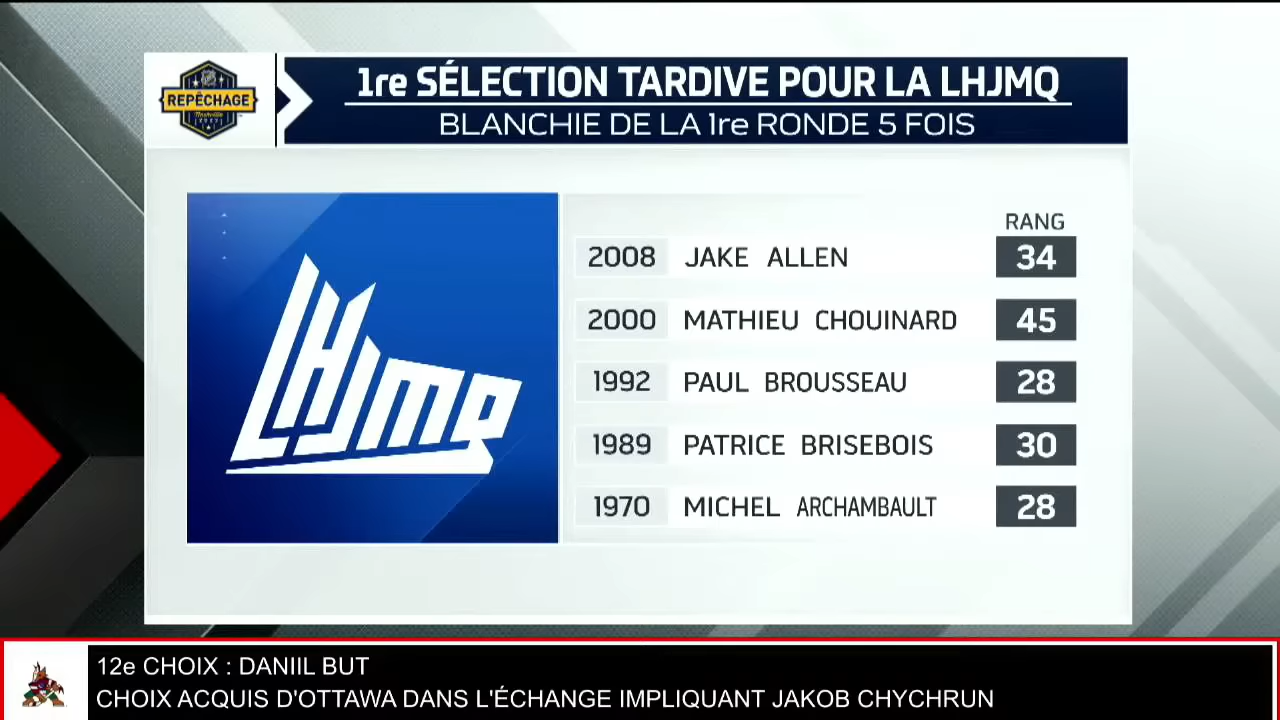 REPÊCHAGE
Nashville
2023
1re SÉLECTION TARDIVE POUR LA LHJMQ
BLANCHIE DE LA 1re RONDE 5 FOIS
LHJMQ
RANG
2008 JAKE ALLEN 34
2000 MATHIEU CHOUINARD 45
1992 PAUL BROUSSEAU 28
1989 PATRICE BRISEBOIS 30
1970 MICHEL ARCHAMBAULT 28
12e CHOIX : DANIIL BUT
CHOIX ACQUIS D'OTTAWA DANS L'ÉCHANGE IMPLIQUANT JAKOB CHYCHRUN